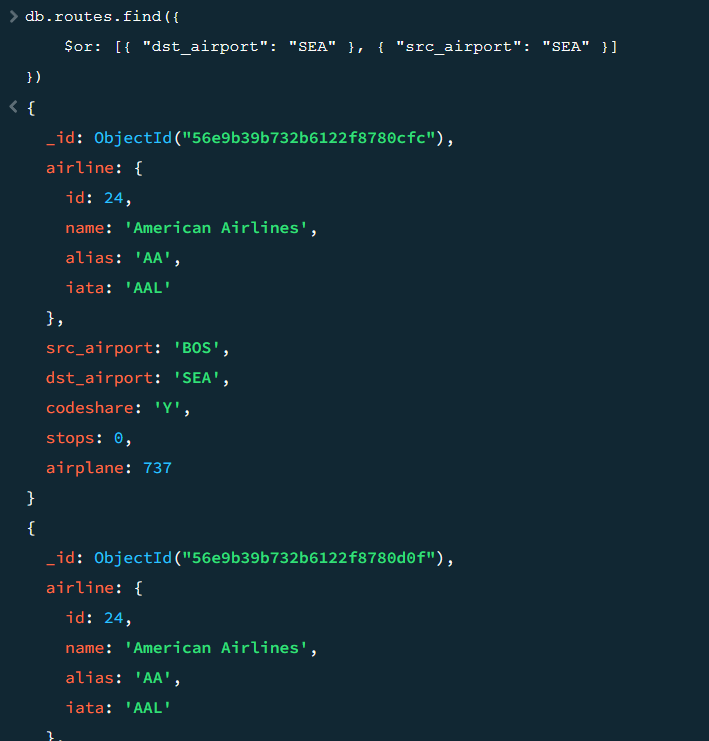 > db.routes.find({
$or: [{ "dst_airport": "SEA" }, { "src_airport": "SEA" }]
})
< {
_id: ObjectId("56e9b39b732b6122f8780cfc"),
airline: {
id: 24,
name: 'American Airlines',
alias: 'AA',
iata: 'AAL'
},
src_airport: 'BOS',
dst_airport: 'SEA',
codeshare: 'Y',
stops: 0,
airplane: 737
}
{
_id: ObjectId("56e9b39b732b6122f8780d0f"),
airline: {
id: 24,
name: 'American Airlines',
alias: 'AA',
iata: 'AAL'
},